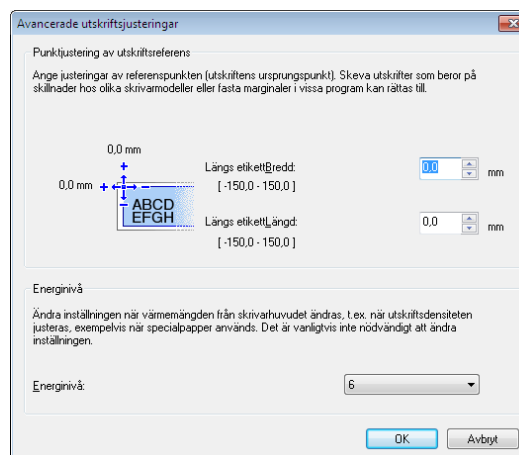 Avancerade utskriftsjusteringar
Punktjustering av utskriftsreferens
Ange justeringar av referenspunkten (utskriftens ursprungspunkt). Skeva utskrifter som beror på
skillnader hos olika skrivarmodeller eller fasta marginaler i vissa program kan rättas till.
0,0 mm
0,0 mm
ABCD
EFGH
Längs etikettBredd:
0,0
mm
[ -150,0 - 150,0 ]
Längs etikettLängd:
0,0
mm
[ -150,0 - 150,0 ]
Energinivå
Ändra inställningen när värmemängden från skrivarhuvudet ändras, t.ex. när utskriftsdensiteten
justeras, exempelvis när specialpapper används. Det är vanligtvis inte nödvändigt att ändra
inställningen.
Energinivå:
6
OK
Avbryt